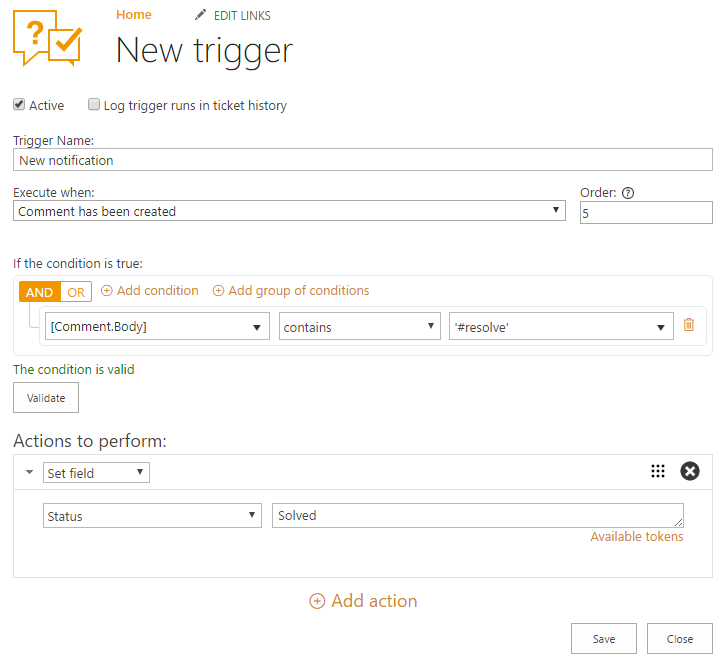 Home EDIT LINKS
New trigger
Active Log trigger runs in ticket history
Trigger Name:
New notification
Execute when: Order: ?
Comment has been created 5
If the condition is true:
AND OR Add condition Add group of conditions
[Comment.Body] contains '#resolve'
The condition is valid
Validate
Actions to perform:
Set field
Status Solved
Available tokens
Add action
Save Close